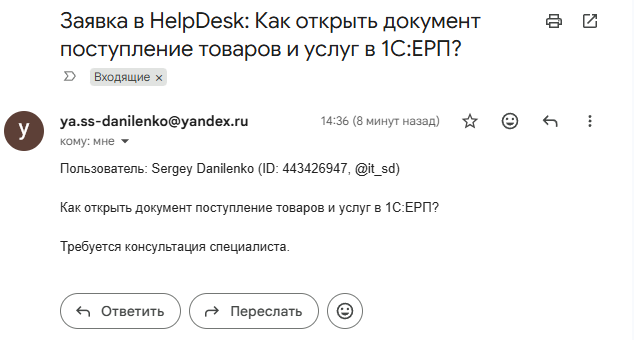 Заявка в HelpDesk: Как открыть документ
поступление товаров и услуг в 1С:ЕРП?
Входящие ×
у
ya.ss-danilenko@yandex.ru
14:36 (8 минут назад)
кому: мне
Пользователь: Sergey Danilenko (ID: 443426947, @it_sd)
Как открыть документ поступление товаров и услуг в 1С:ЕРП?
Требуется консультация специалиста.
Ответить
Переслать